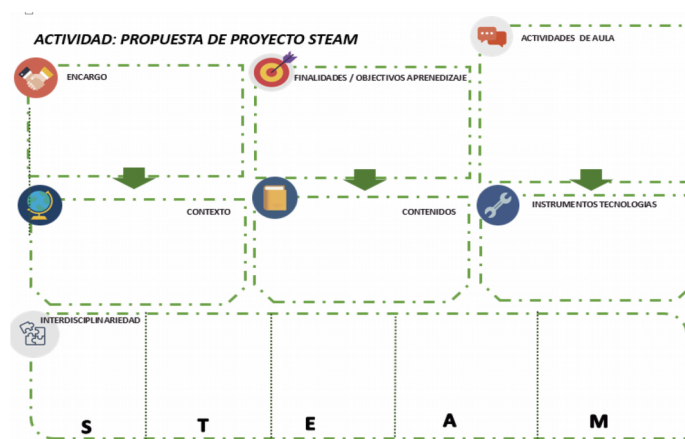 ACTIVIDAD: PROPUESTA DE PROYECTO STEAM
ENCARGO
FINALIDADES / OBJECTIVOS APRENEDIZAJE
ACTIVIDADES DE AULA
CONTEXTO
CONTENIDOS
INSTRUMENTOS TECNOLOGIAS
INTERDISCIPLINARIEDAD
S T E A M